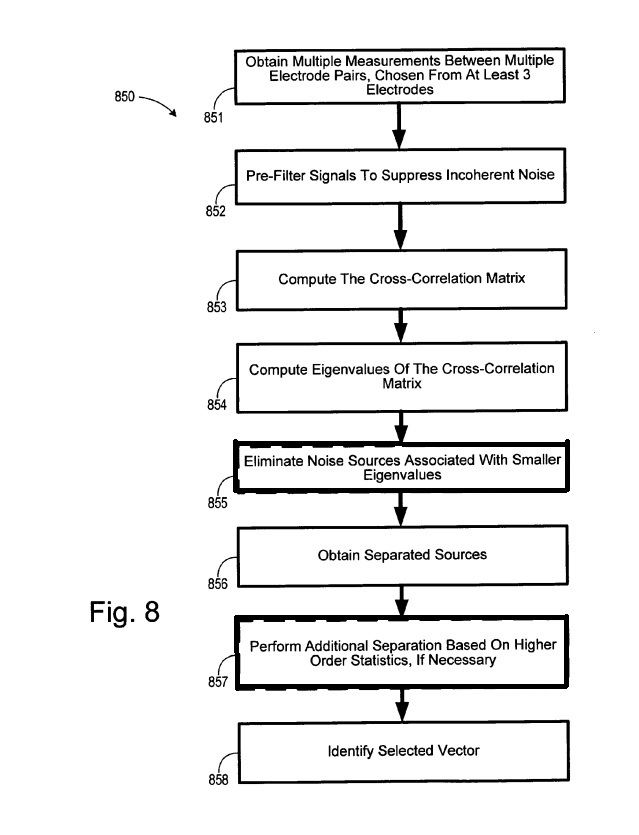 850
Obtain Multiple Measurements Between Multiple
Electrode Pairs, Chosen From At Least 3
Electrodes
851
Pre-Filter Signals To Suppress Incoherent Noise
852
Compute The Cross-Correlation Matrix
853
Compute Eigenvalues Of The Cross-Correlation
Matrix
854
Eliminate Noise Sources Associated With Smaller
Eigenvalues
855
Obtain Separated Sources
856
Fig. 8
Perform Additional Separation Based On Higher
Order Statistics, If Necessary
857
Identify Selected Vector
858